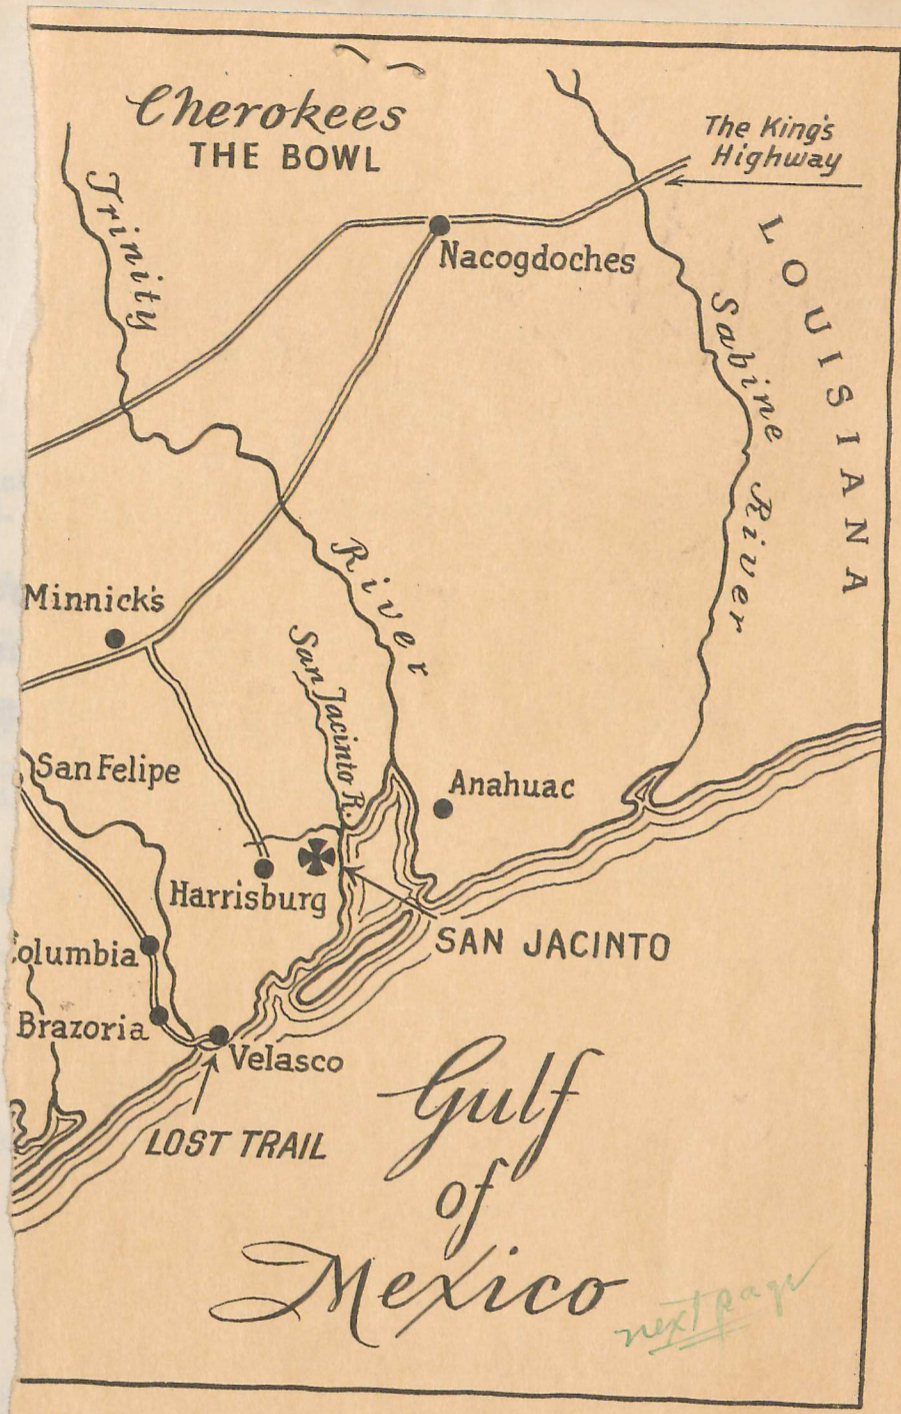 Cherokees
THE BOWL
The King's
Highway
Trinity
Nacogdoches
LOUISIANA
Sabine
River
River
Minnick's
San Jacinto R.
San Felipe
Anahuac
Harrisburg
SAN JACINTO
olumbia
Brazoria
Velasco
LOST TRAIL
Gulf
of
Mexico
next page